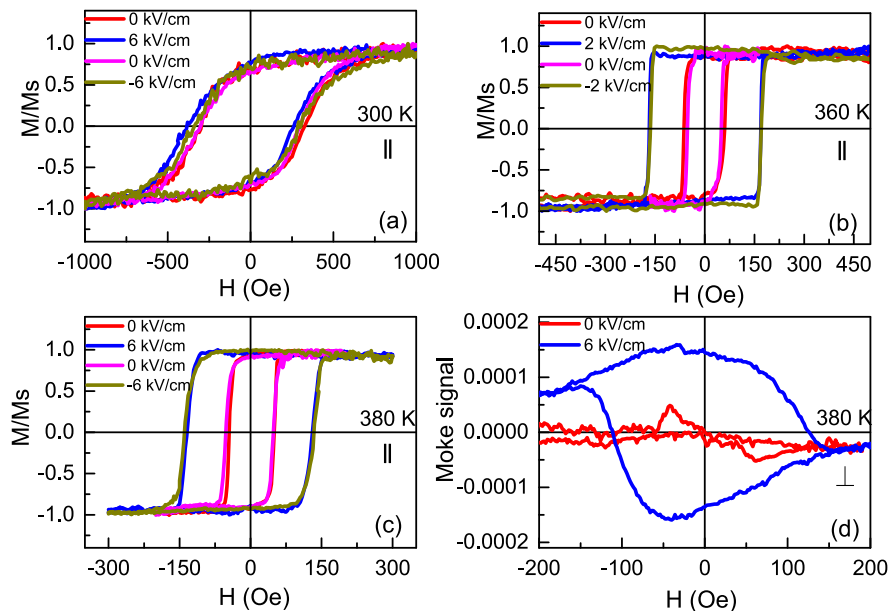 0 kV/cm
6 kV/cm
0 kV/cm
-6 kV/cm
M/Ms
1.0
0.5
0.0
-0.5
-1.0
300 K
||
(a)
-1000 -500 0 500 1000
H (Oe)
0 kV/cm
2 kV/cm
0 kV/cm
-2 kV/cm
M/Ms
1.0
0.5
0.0
-0.5
-1.0
360 K
||
(b)
-450 -300 -150 0 150 300 450
H (Oe)
0 kV/cm
6 kV/cm
0 kV/cm
-6 kV/cm
M/Ms
1.0
0.5
0.0
-0.5
-1.0
380 K
||
(c)
-300 -150 0 150 300
H (Oe)
0 kV/cm
6 kV/cm
Moke signal
0.0002
0.0001
0.0000
-0.0001
-0.0002
380 K
⊥
(d)
-200 -100 0 100 200
H (Oe)